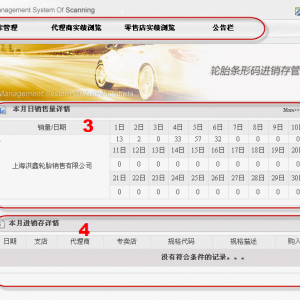 anagement System Of Scanning
管理 代理商实绩浏览 零售店实绩浏览 公告栏
轮胎条形码进销存管
本月日销售量详情 More>>
3
销量/日期 1日 2日 3日 4日 5日 6日 7日 8日 9日 10日
13 2 0 33 57 32 0 0 0 0
11日 12日 13日 14日 15日 16日 17日 18日 19日 20日
上海洪鑫轮胎销售有限公司
0 0 0 0 0 0 0 0 0 0
21日 22日 23日 24日 25日 26日 27日 28日 29日 30日
0 0 0 0 0 0 0 0 0 0
本月进销存详情
4
日期 支店 代理商 专卖店 规格代码 规格描述 购入
没有符合条件的记录。。。